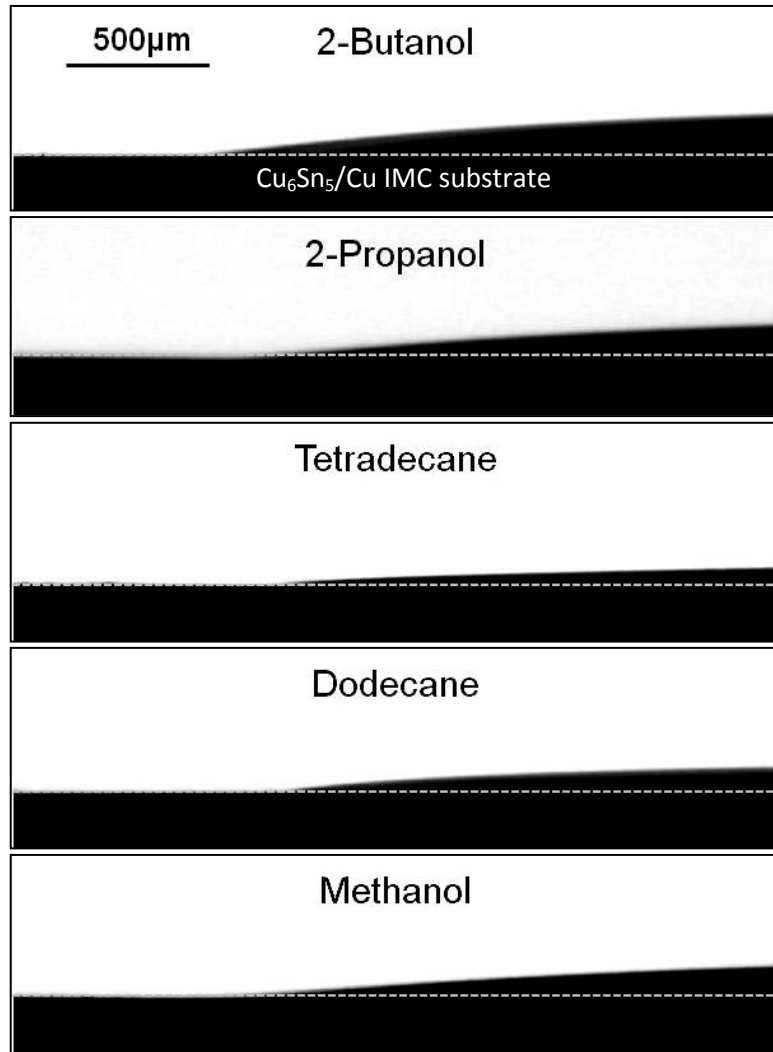 500µm
2-Butanol
Cu₆Sn₅/Cu IMC substrate
2-Propanol
Tetradecane
Dodecane
Methanol